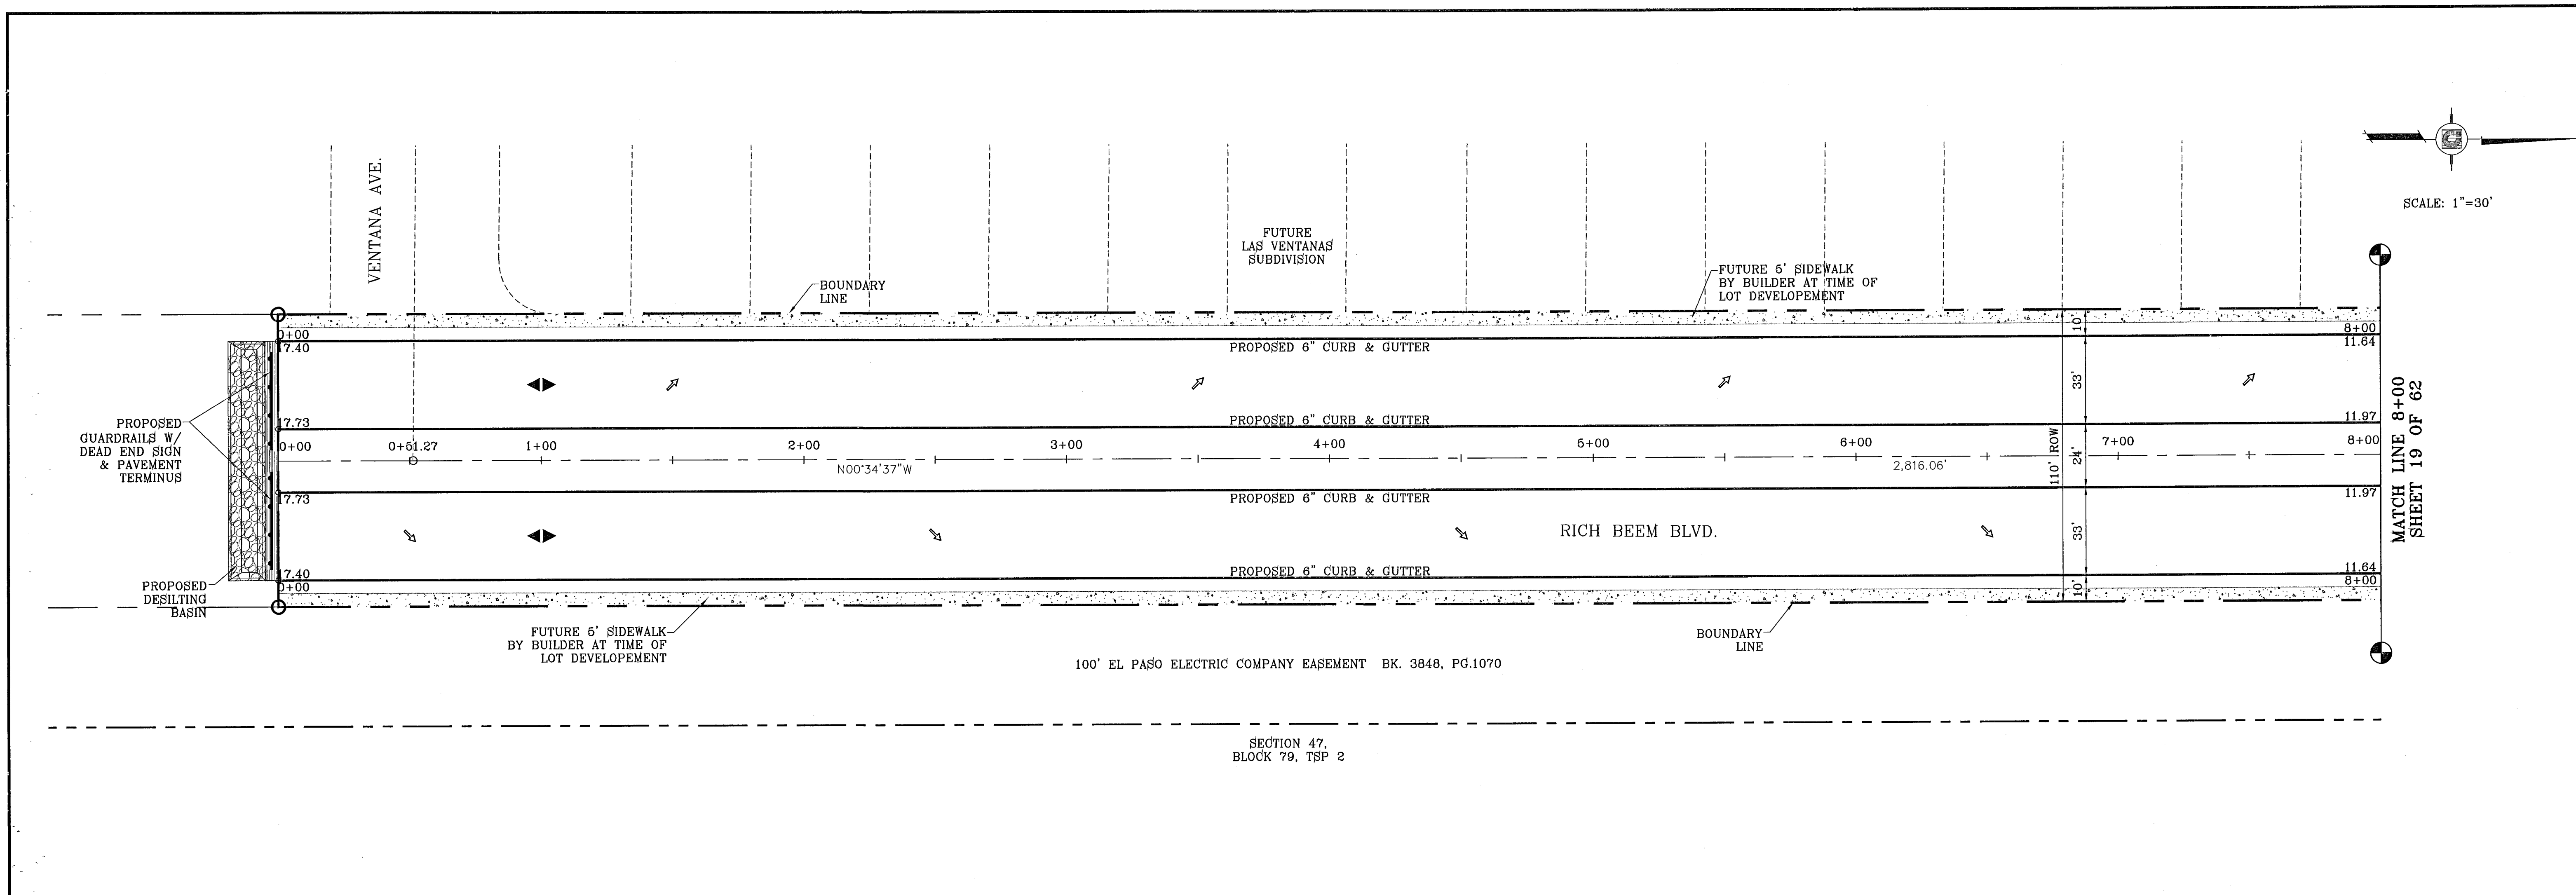 SCALE: 1"=30'
VENTANA AVE.
FUTURE
LAS VENTANAS
SUBDIVISION
BOUNDARY
LINE
FUTURE 5' SIDEWALK
BY BUILDER AT TIME OF
LOT DEVELOPEMENT
0+00
17.40
PROPOSED 6" CURB & GUTTER
10'
8+00
11.64
33'
PROPOSED
GUARDRAILS W/
DEAD END SIGN
& PAVEMENT
TERMINUS
17.73
PROPOSED 6" CURB & GUTTER
11.97
0+00
0+51.27
1+00
2+00
3+00
4+00
5+00
6+00
7+00
8+00
N00°34'37"W
2,816.06'
110' ROW
24'
MATCH LINE 8+00
SHEET 19 OF 62
17.73
PROPOSED 6" CURB & GUTTER
11.97
RICH BEEM BLVD.
33'
17.40
0+00
PROPOSED 6" CURB & GUTTER
10'
11.64
8+00
PROPOSED
DESILTING
BASIN
FUTURE 5' SIDEWALK
BY BUILDER AT TIME OF
LOT DEVELOPEMENT
BOUNDARY
LINE
100' EL PASO ELECTRIC COMPANY EASEMENT BK. 3848, PG.1070
SECTION 47,
BLOCK 79, TSP 2